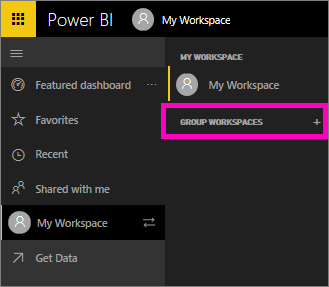 Power BI
My Workspace
MY WORKSPACE
Featured dashboard ...
My Workspace
Favorites
GROUP WORKSPACES +
Recent
Shared with me
My Workspace
Get Data